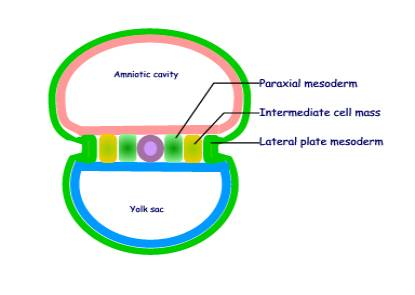 Amniotic cavity
Paraxial mesoderm
Intermediate cell mass
Lateral plate mesoderm
Yolk sac